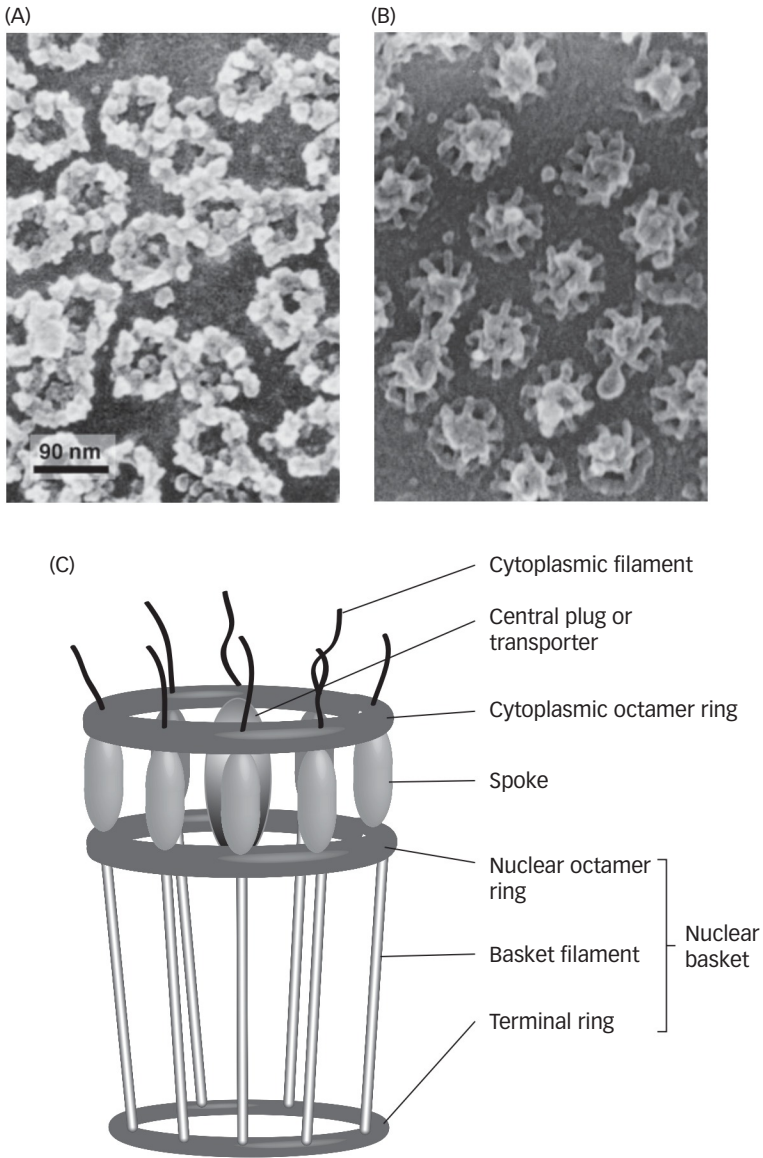 (A)
(B)
90 nm
(C)
Cytoplasmic filament
Central plug or
transporter
Cytoplasmic octamer ring
Spoke
Nuclear octamer
ring
Basket filament
Nuclear
basket
Terminal ring